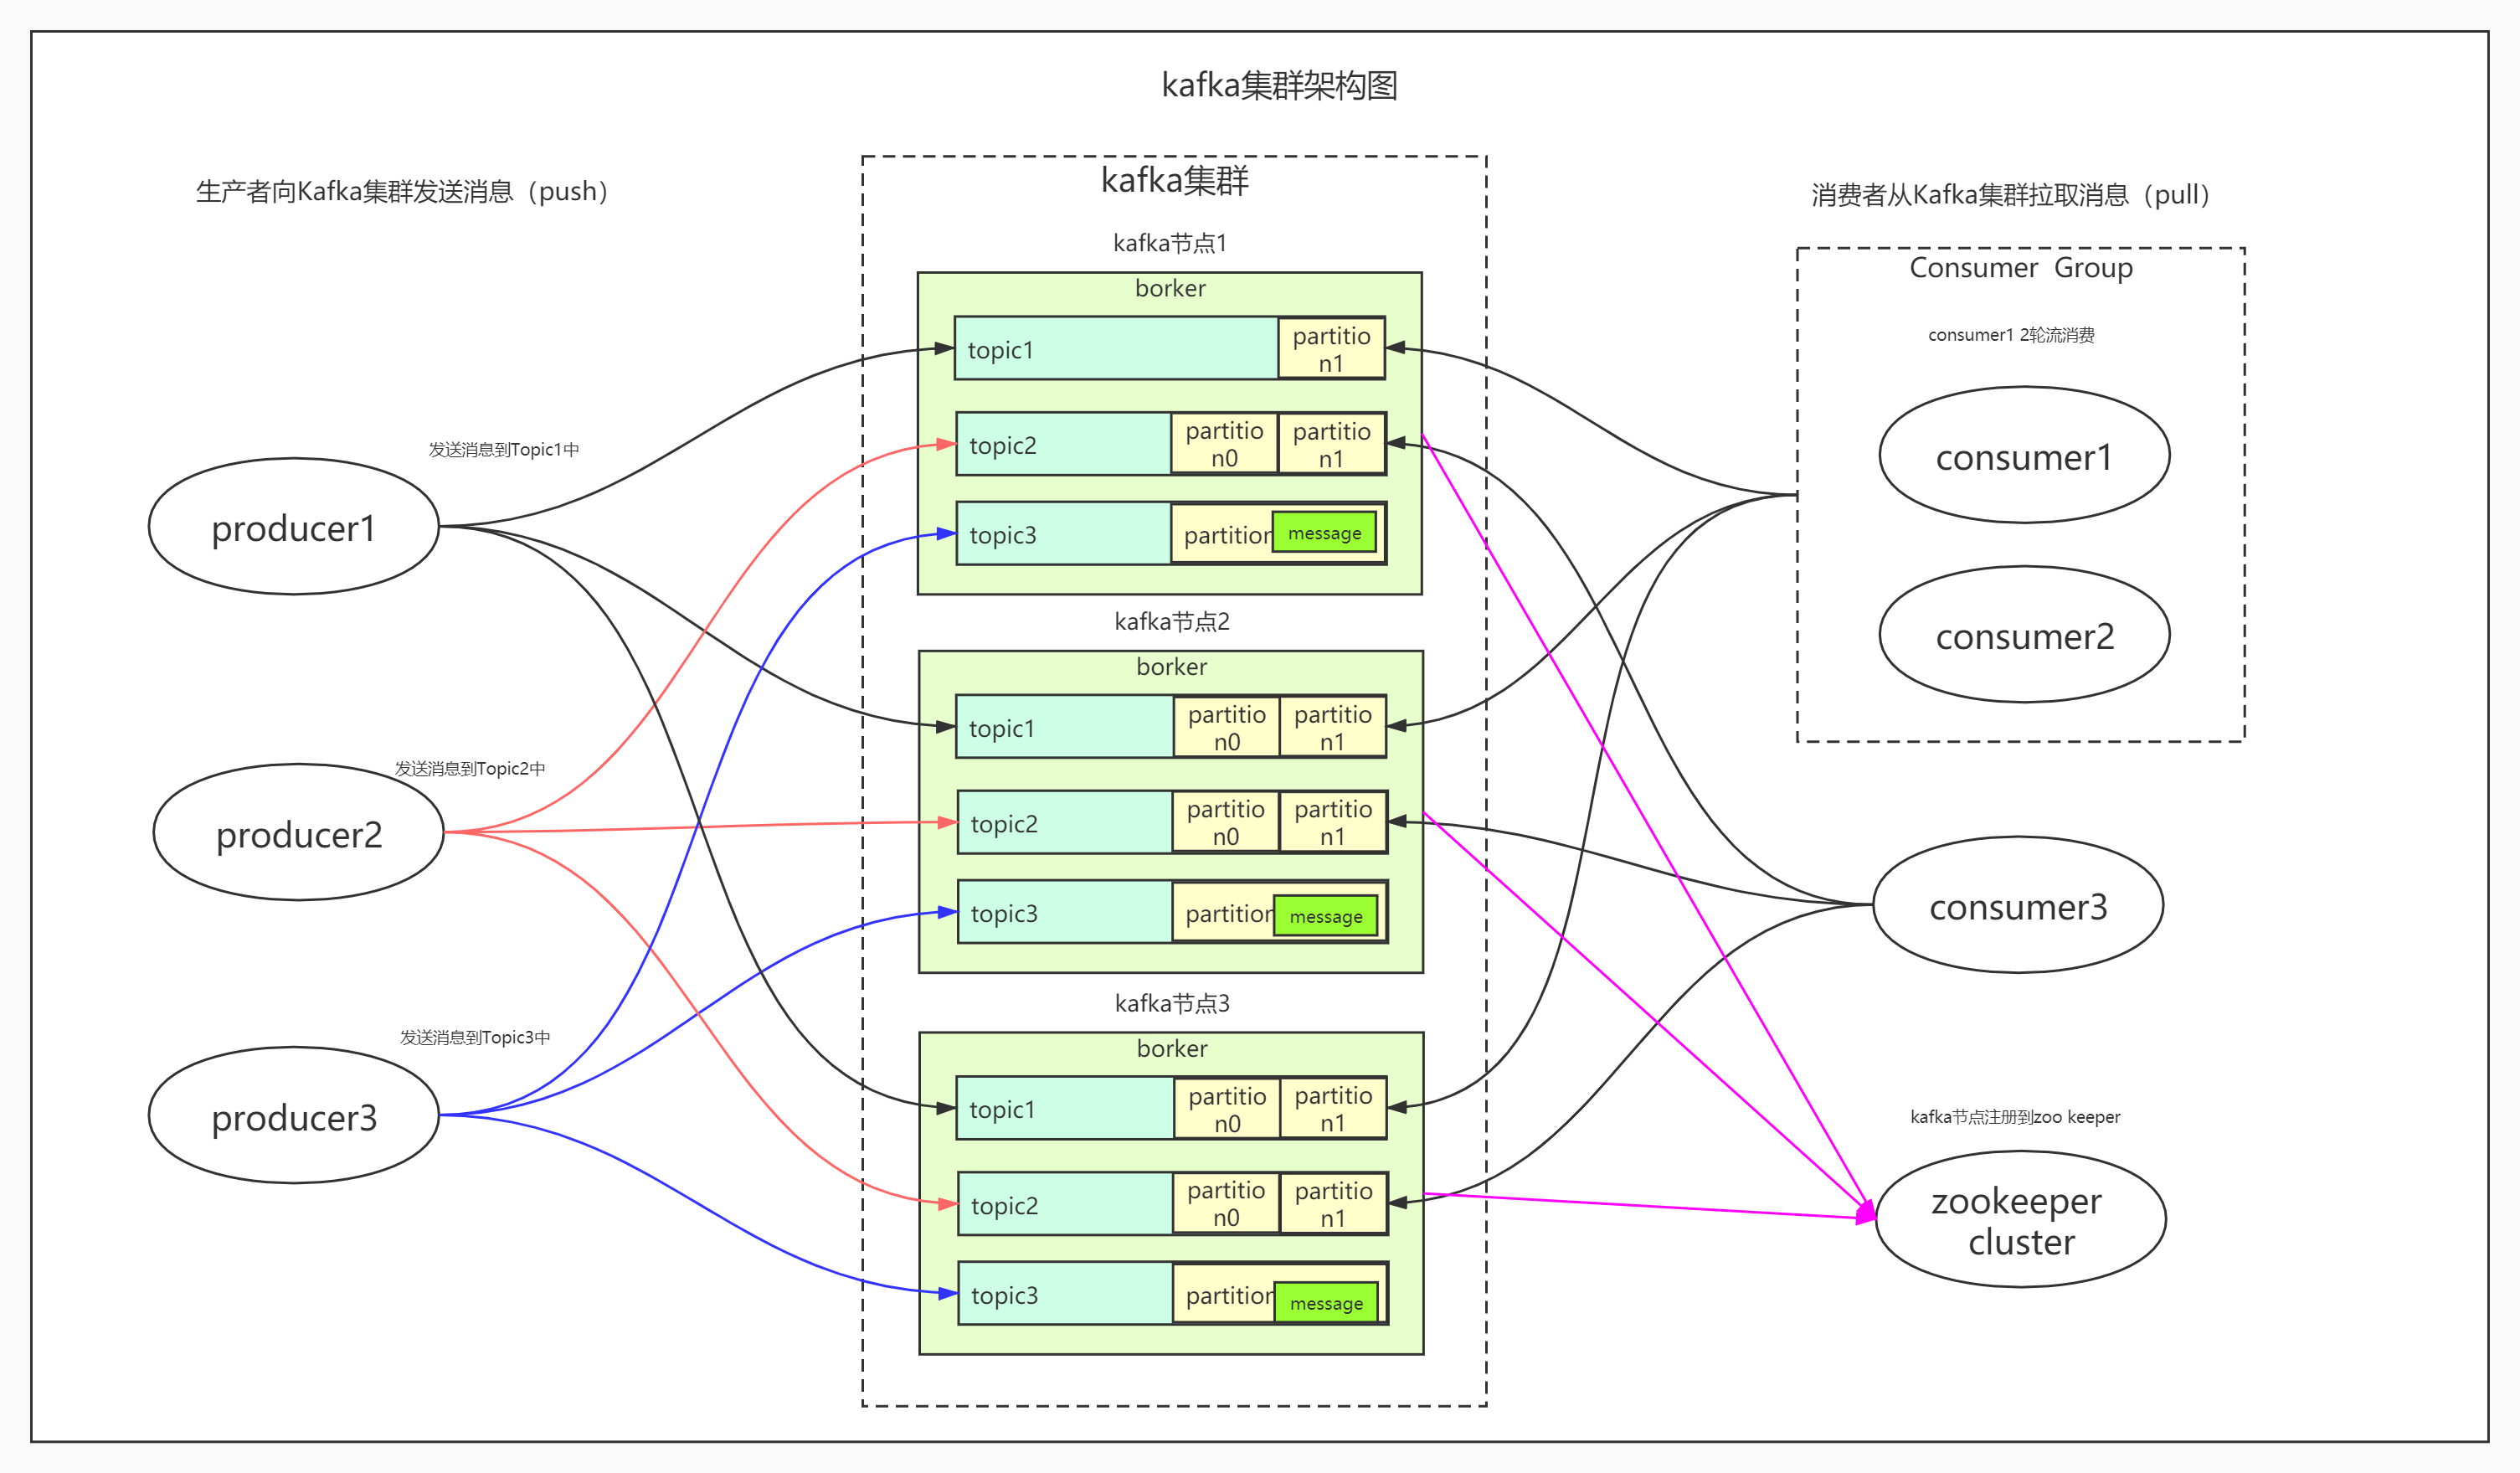 kafka集群架构图
生产者向Kafka集群发送消息（push）
发送消息到Topic1中
producer1
发送消息到Topic2中
producer2
发送消息到Topic3中
producer3
kafka集群
kafka节点1
borker
topic1
partitio
n1
topic2
partitio
n0
partitio
n1
topic3
partition
message
kafka节点2
borker
topic1
partitio
n0
partitio
n1
topic2
partitio
n0
partitio
n1
topic3
partition
message
kafka节点3
borker
topic1
partitio
n0
partitio
n1
topic2
partitio
n0
partitio
n1
topic3
partition
message
消费者从Kafka集群拉取消息（pull）
Consumer Group
consumer1 2轮流消费
consumer1
consumer2
consumer3
kafka节点注册到zoo keeper
zookeeper
cluster